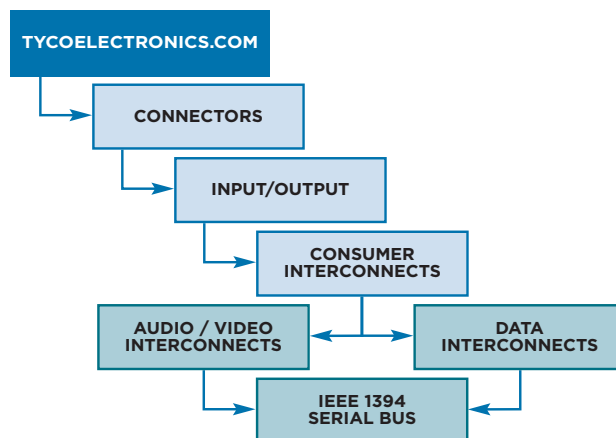 TYCOELECTRONICS.COM
CONNECTORS
INPUT/OUTPUT
CONSUMER
INTERCONNECTS
AUDIO / VIDEO
INTERCONNECTS
DATA
INTERCONNECTS
IEEE 1394
SERIAL BUS